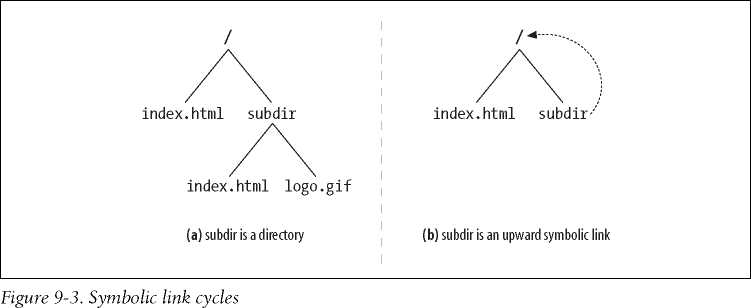 /
index.html subdir
index.html logo.gif
(a) subdir is a directory
/
index.html subdir
(b) subdir is an upward symbolic link
Figure 9-3. Symbolic link cycles